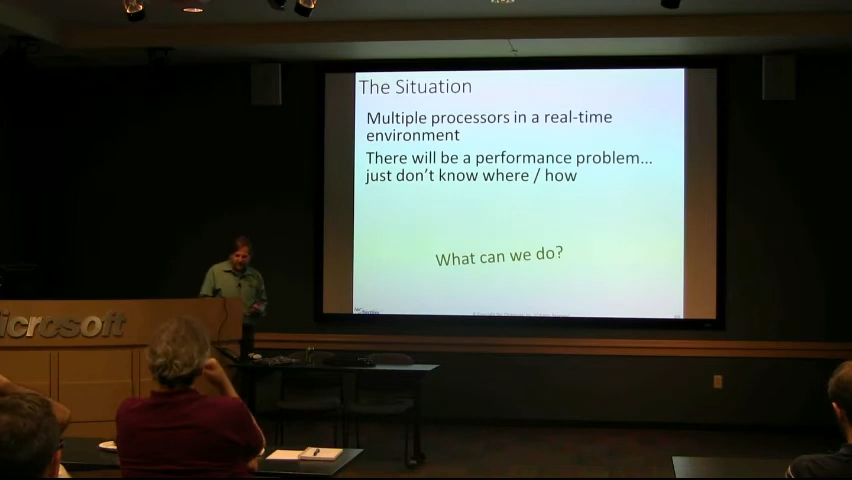 The Situation
Multiple processors in a real-time
environment
There will be a performance problem...
just don't know where / how
What can we do?
icrosoft